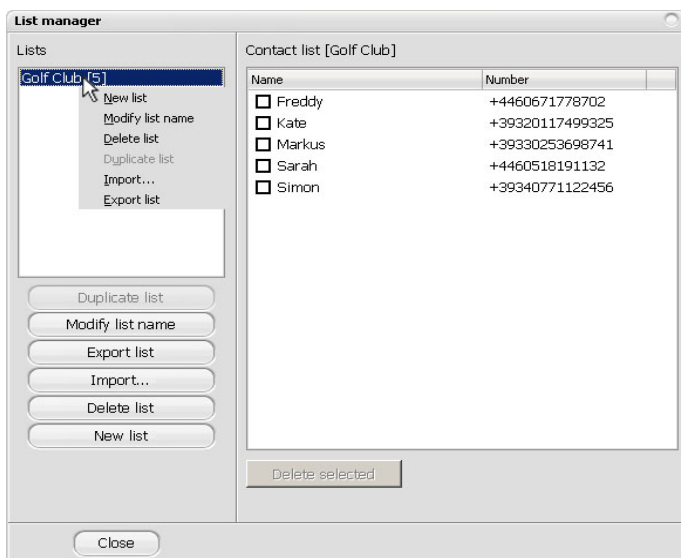 List manager
Lists
Contact list [Golf Club]
Golf Club [5]
New list
Modify list name
Delete list
Duplicate list
Import...
Export list
Name Number
Freddy +4460671778702
Kate +39320117499325
Markus +39330253698741
Sarah +4460518191132
Simon +39340771122456
Duplicate list
Modify list name
Export list
Import...
Delete list
New list
Delete selected
Close